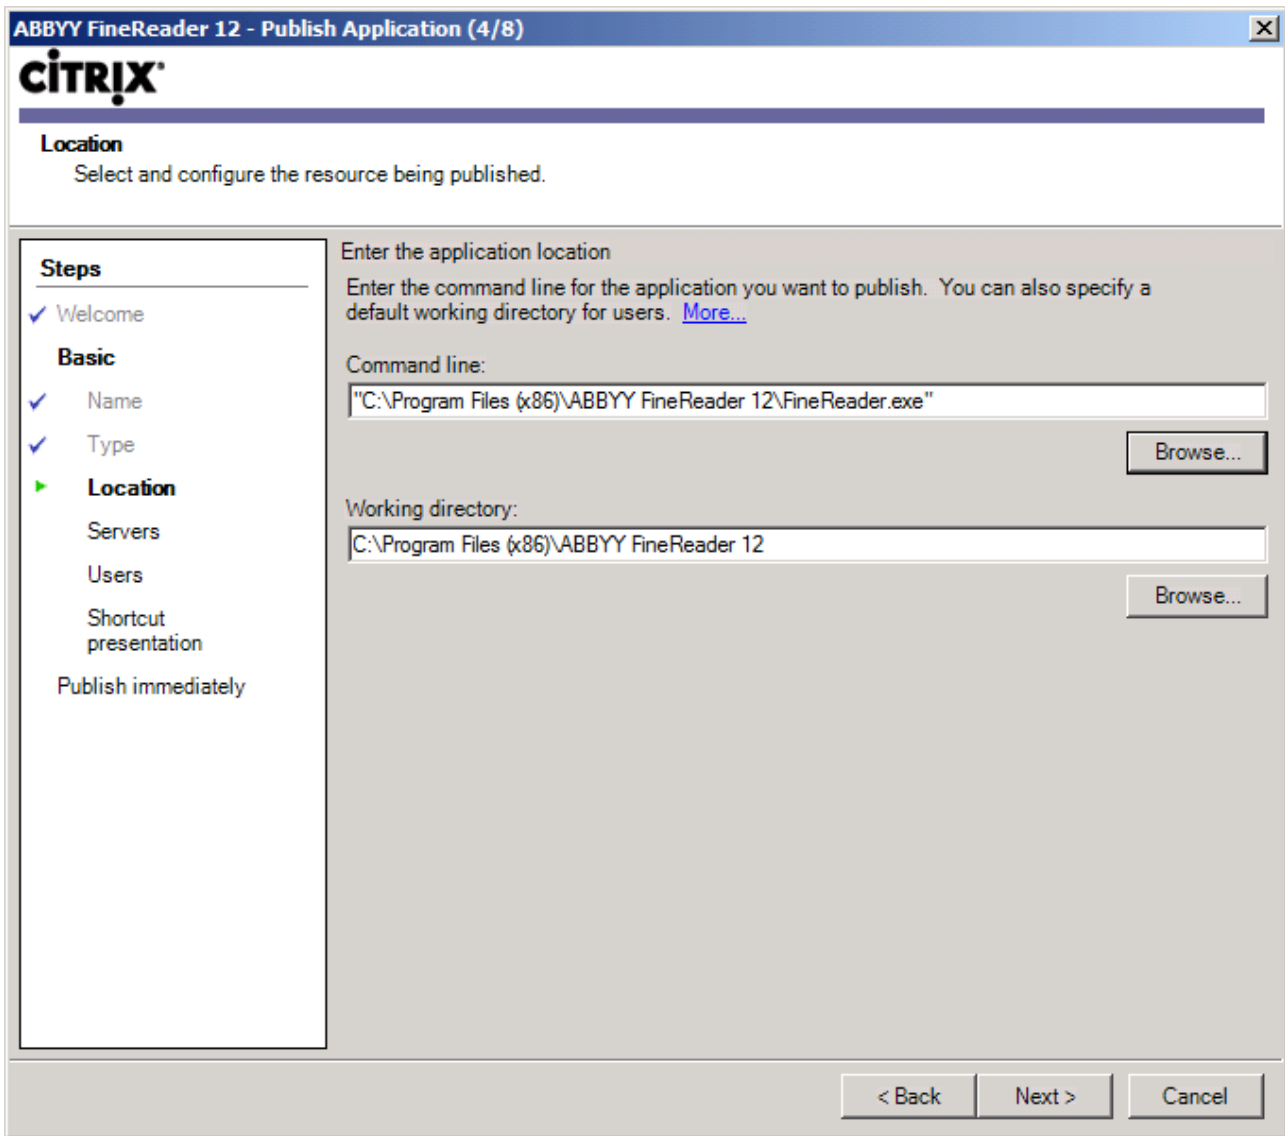 ABBYY FineReader 12 - Publish Application (4/8)
CiTRIX
Location
Select and configure the resource being published.
Steps
Welcome
Basic
Name
Type
Location
Servers
Users
Shortcut
presentation
Publish immediately
Enter the application location
Enter the command line for the application you want to publish. You can also specify a
default working directory for users. More...
Command line:
"C:\Program Files (x86)\ABBYY FineReader 12\FineReader.exe"
Browse...
Working directory:
C:\Program Files (x86)\ABBYY FineReader 12
Browse...
< Back
Next >
Cancel